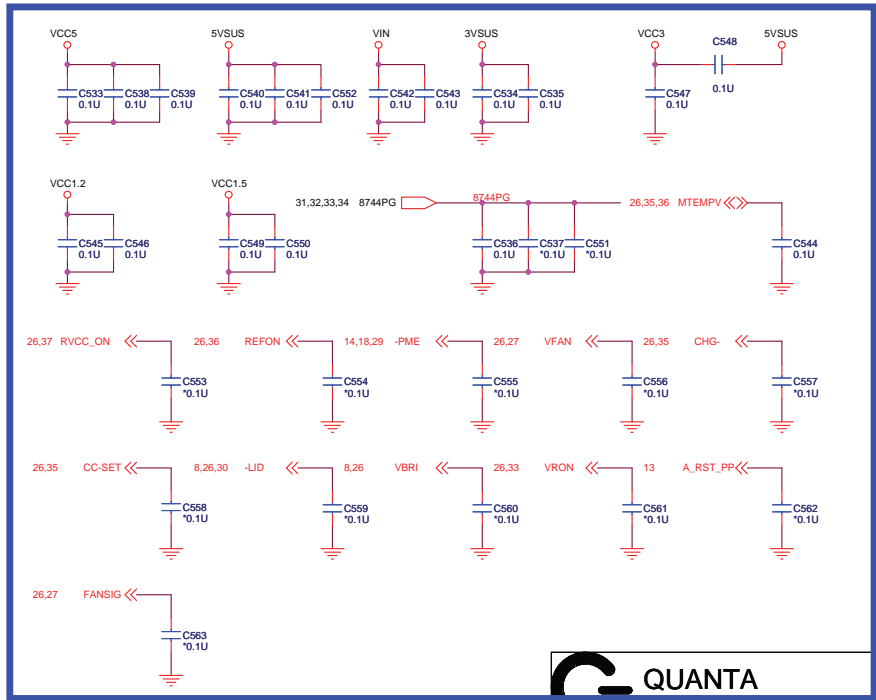 VCC5 5VSUS VIN 3VSUS VCC3 C548 5VSUS
0.1U
C533 0.1U C538 0.1U C539 0.1U C540 0.1U C541 0.1U C552 0.1U C542 0.1U C543 0.1U C534 0.1U C535 0.1U C547 0.1U
VCC1.2 VCC1.5
31,32,33,34 8744PG 8744PG 26,35,36 MTEMPV
C545 0.1U C546 0.1U C549 0.1U C550 0.1U C536 0.1U C537 *0.1U C551 *0.1U C544 0.1U
26,37 RVCC_ON 26,36 REFON 14,18,29 -PME 26,27 VFAN 26,35 CHG-
C553 *0.1U C554 *0.1U C555 *0.1U C556 *0.1U C557 *0.1U
26,35 CC-SET 8,26,30 -LID 8,26 VBRI 26,33 VRON 13 A_RST_PP
C558 *0.1U C559 *0.1U C560 *0.1U C561 *0.1U C562 *0.1U
26,27 FANSIG
C563 *0.1U
QUANTA